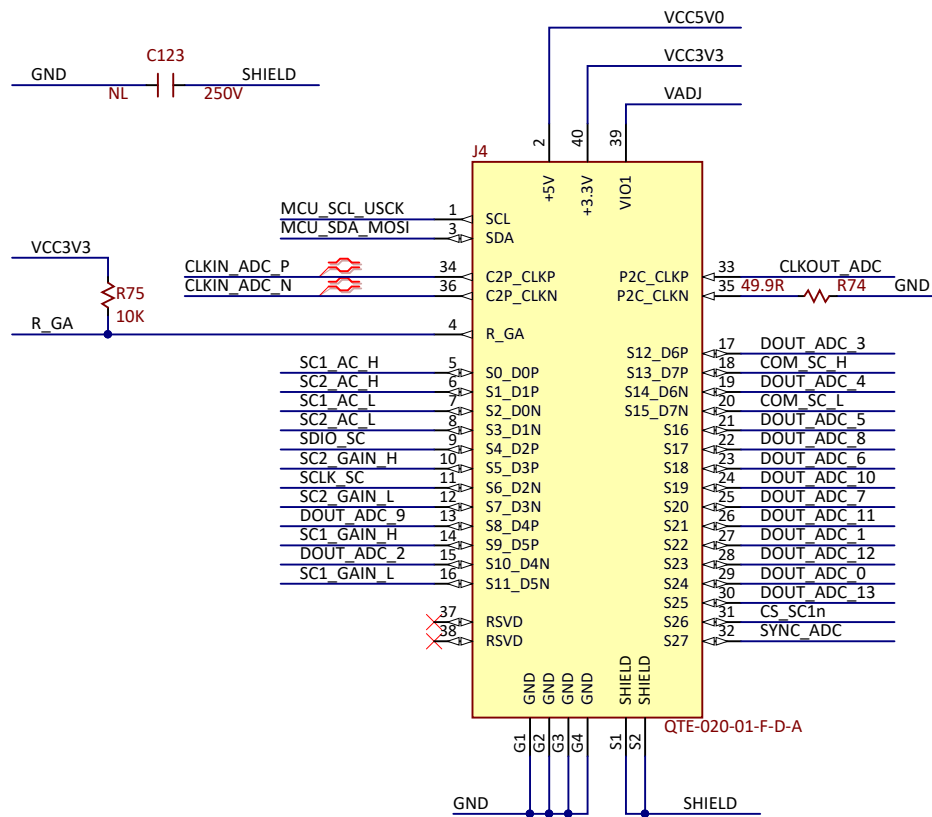 VCC5V0
C123
GND SHIELD
NL 250V
VCC3V3
VADJ
2 40 39
J4
+5V +3.3V VIO1
MCU_SCL_USCK 1 SCL
MCU_SDA_MOSI 3 SDA
VCC3V3
CLKIN_ADC_P 34 C2P_CLKP P2C_CLKP 33 CLKOUT_ADC
CLKIN_ADC_N 36 C2P_CLKN P2C_CLKN 35 49.9R R74 GND
R75
10K
R_GA 4 R_GA
S12_D6P 17 DOUT_ADC_3
SC1_AC_H 5 S0_D0P S13_D7P 18 COM_SC_H
SC2_AC_H 6 S1_D1P S14_D6N 19 DOUT_ADC_4
SC1_AC_L 7 S2_D0N S15_D7N 20 COM_SC_L
SC2_AC_L 8 S3_D1N S16 21 DOUT_ADC_5
SDIO_SC 9 S4_D2P S17 22 DOUT_ADC_8
SC2_GAIN_H 10 S5_D3P S18 23 DOUT_ADC_6
SCLK_SC 11 S6_D2N S19 24 DOUT_ADC_10
SC2_GAIN_L 12 S7_D3N S20 25 DOUT_ADC_7
DOUT_ADC_9 13 S8_D4P S21 26 DOUT_ADC_11
SC1_GAIN_H 14 S9_D5P S22 27 DOUT_ADC_1
DOUT_ADC_2 15 S10_D4N S23 28 DOUT_ADC_12
SC1_GAIN_L 16 S11_D5N S24 29 DOUT_ADC_0
S25 30 DOUT_ADC_13
37 RSVD S26 31 CS_SC1n
38 RSVD S27 32 SYNC_ADC
GND GND GND GND SHIELD SHIELD
QTE-020-01-F-D-A
G1 G2 G3 G4 S1 S2
GND SHIELD